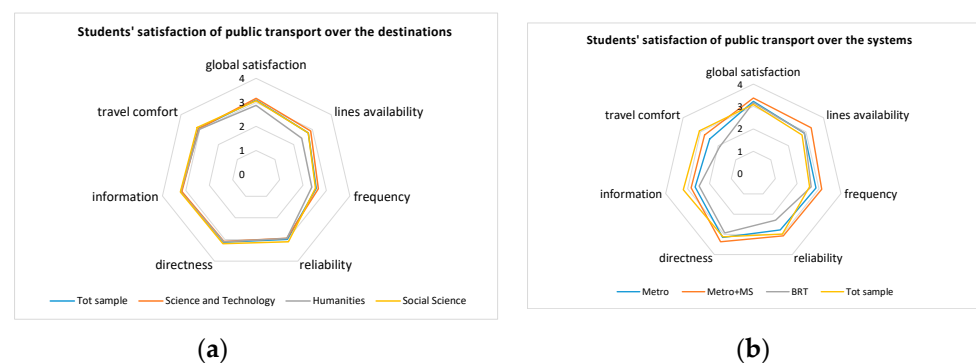 Students' satisfaction of public transport over the destinations
global satisfaction
4
travel comfort
3
lines availability
2
1
information
0
frequency
directness
reliability
Tot sample
Science and Technology
Humanities
Social Science
(a)
Students' satisfaction of public transport over the systems
global satisfaction
4
travel comfort
3
lines availability
2
1
information
0
frequency
directness
reliability
Metro
Metro+MS
BRT
Tot sample
(b)